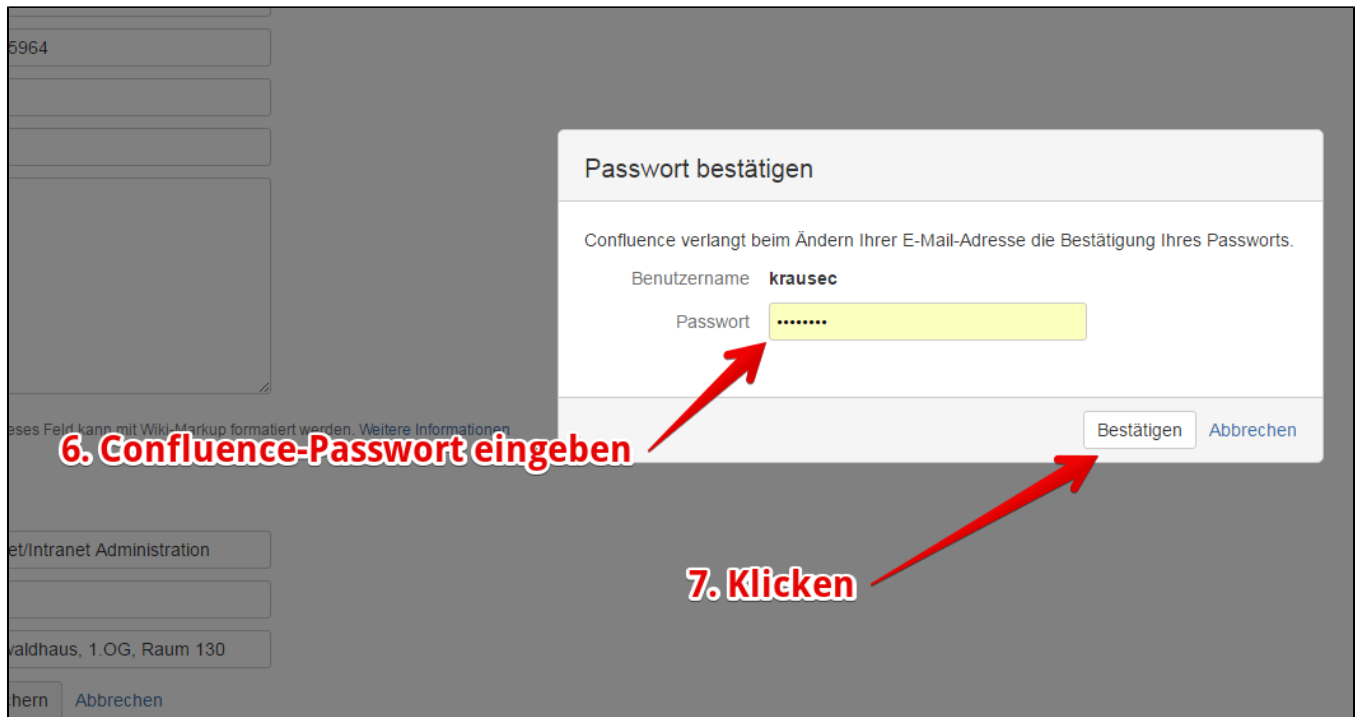 5964
Passwort bestätigen
Confluence verlangt beim Ändern Ihrer E-Mail-Adresse die Bestätigung Ihres Passworts.
Benutzername krausec
Passwort ••••••••
eses Feld kann mit Wiki-Markup formatiert werden. Weitere Informationen
6. Confluence-Passwort eingeben
Bestätigen Abbrechen
et/Intranet Administration
7. Klicken
waldhaus, 1.OG, Raum 130
chern Abbrechen